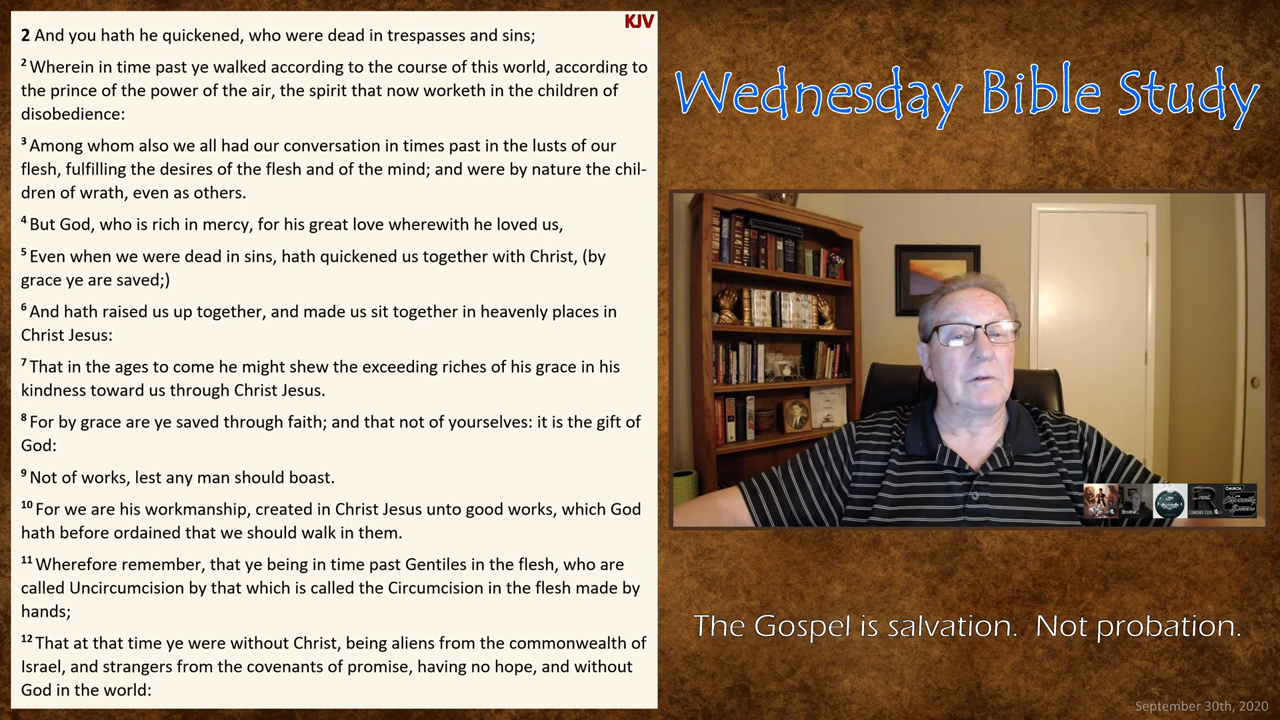 KJV
2 And you hath he quickened, who were dead in trespasses and sins;
2 Wherein in time past ye walked according to the course of this world, according to
the prince of the power of the air, the spirit that now worketh in the children of
disobedience:
3 Among whom also we all had our conversation in times past in the lusts of our
flesh, fulfilling the desires of the flesh and of the mind; and were by nature the chil-
dren of wrath, even as others.
4 But God, who is rich in mercy, for his great love wherewith he loved us,
5 Even when we were dead in sins, hath quickened us together with Christ, (by
grace ye are saved;)
6 And hath raised us up together, and made us sit together in heavenly places in
Christ Jesus:
7 That in the ages to come he might shew the exceeding riches of his grace in his
kindness toward us through Christ Jesus.
8 For by grace are ye saved through faith; and that not of yourselves: it is the gift of
God:
9 Not of works, lest any man should boast.
10 For we are his workmanship, created in Christ Jesus unto good works, which God
hath before ordained that we should walk in them.
11 Wherefore remember, that ye being in time past Gentiles in the flesh, who are
called Uncircumcision by that which is called the Circumcision in the flesh made by
hands;
12 That at that time ye were without Christ, being aliens from the commonwealth of
Israel, and strangers from the covenants of promise, having no hope, and without
God in the world:
Wednesday Bible Study
The Gospel is salvation. Not probation.
September 30th, 2020